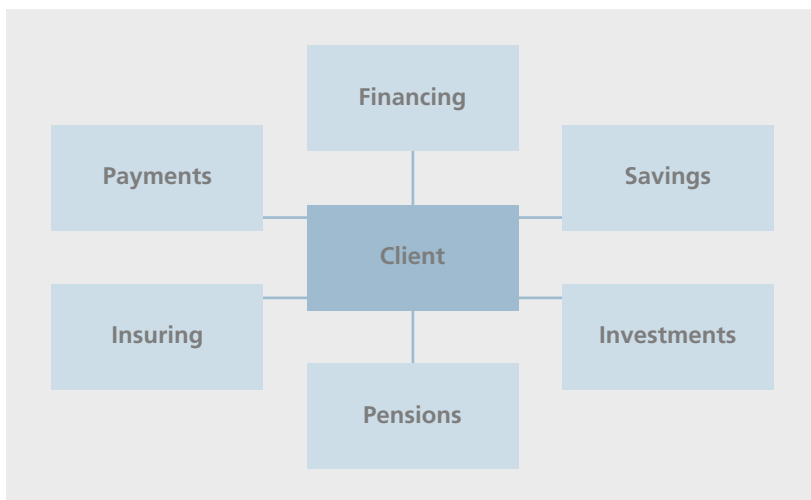 Financing
Payments
Savings
Client
Insuring
Investments
Pensions